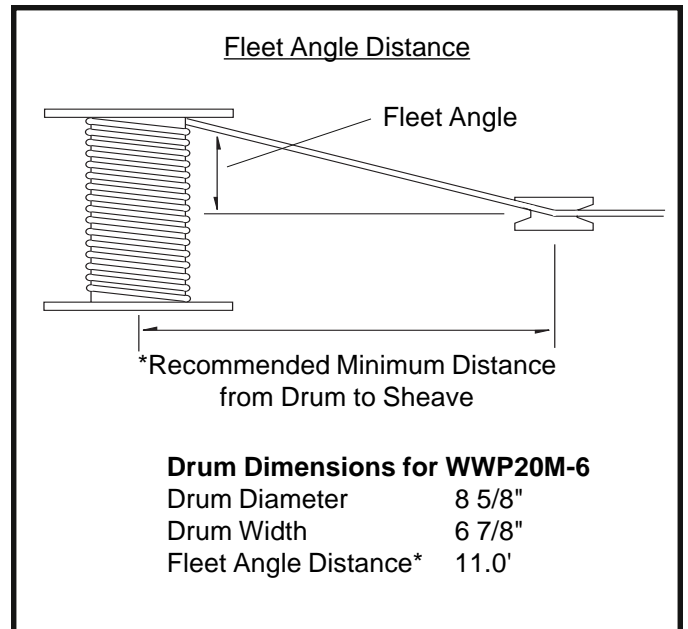 Fleet Angle Distance
Fleet Angle
*Recommended Minimum Distance
from Drum to Sheave
Drum Dimensions for WWP20M-6
Drum Diameter 8 5/8"
Drum Width 6 7/8"
Fleet Angle Distance* 11.0'